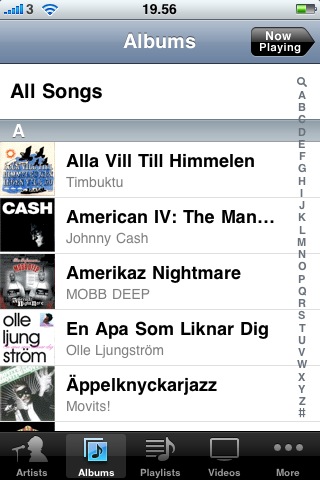 3 19.56
Albums
Now
Playing
All Songs
A
Alla Vill Till Himmelen
Timbuktu
CASH
American IV: The Man…
Johnny Cash
Amerikaz Nightmare
MOBB DEEP
olle
ljung
ström
En Apa Som Liknar Dig
Olle Ljungström
Äppelknyckarjazz
Movits!
A
B
C
D
E
F
G
H
I
J
K
L
M
N
O
P
Q
R
S
T
U
V
W
X
Y
Z
#
Artists Albums Playlists Videos More